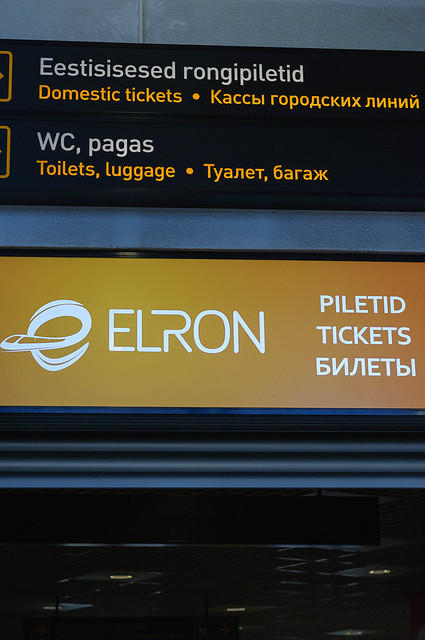 Eestisisesed rongipiletid
Domestic tickets • Кассы городских линий
WC, pagas
Toilets, luggage • Туалет, багаж
ELRON
PILETID
TICKETS
БИЛЕТЫ